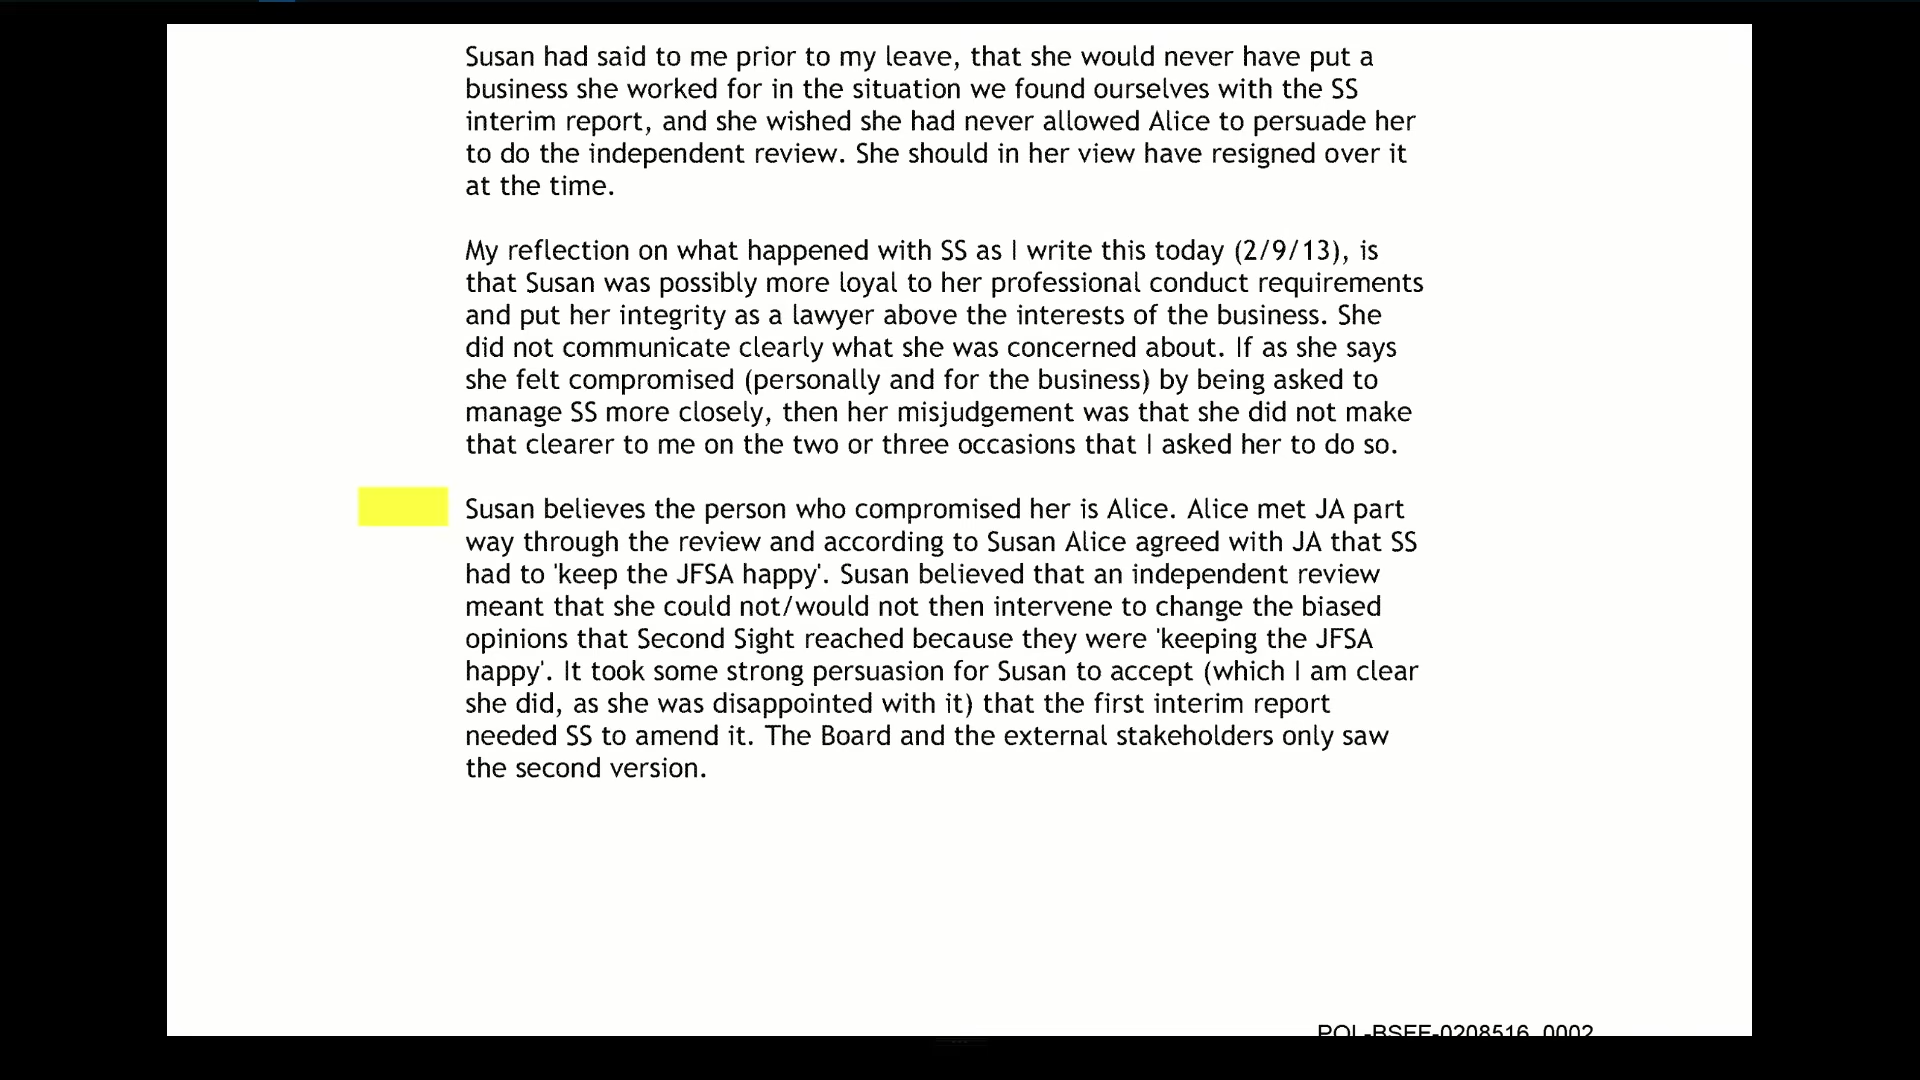 Susan had said to me prior to my leave, that she would never have put a
business she worked for in the situation we found ourselves with the SS
interim report, and she wished she had never allowed Alice to persuade her
to do the independent review. She should in her view have resigned over it
at the time.
My reflection on what happened with SS as I write this today (2/9/13), is
that Susan was possibly more loyal to her professional conduct requirements
and put her integrity as a lawyer above the interests of the business. She
did not communicate clearly what she was concerned about. If as she says
she felt compromised (personally and for the business) by being asked to
manage SS more closely, then her misjudgement was that she did not make
that clearer to me on the two or three occasions that I asked her to do so.
Susan believes the person who compromised her is Alice. Alice met JA part
way through the review and according to Susan Alice agreed with JA that SS
had to 'keep the JFSA happy'. Susan believed that an independent review
meant that she could not/would not then intervene to change the biased
opinions that Second Sight reached because they were 'keeping the JFSA
happy'. It took some strong persuasion for Susan to accept (which I am clear
she did, as she was disappointed with it) that the first interim report
needed SS to amend it. The Board and the external stakeholders only saw
the second version.
POL-BSFF-0208516_0002